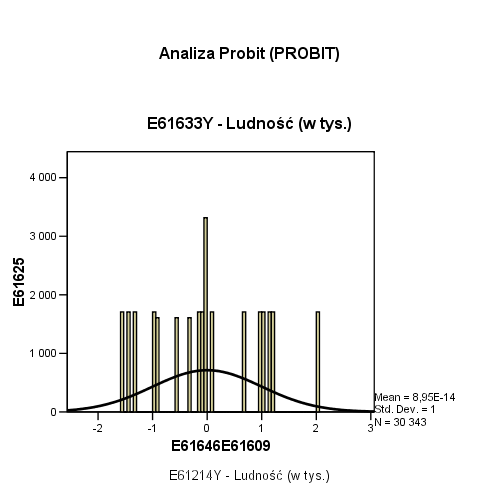 Analiza Probit (PROBIT)
E61633Y - Ludność (w tys.)
4 000
3 000
2 000
1 000
0
E61625
-2 -1 0 1 2 3
E61646E61609
Mean = 8,95E-14
Std. Dev. = 1
N = 30 343
E61214Y - Ludność (w tys.)